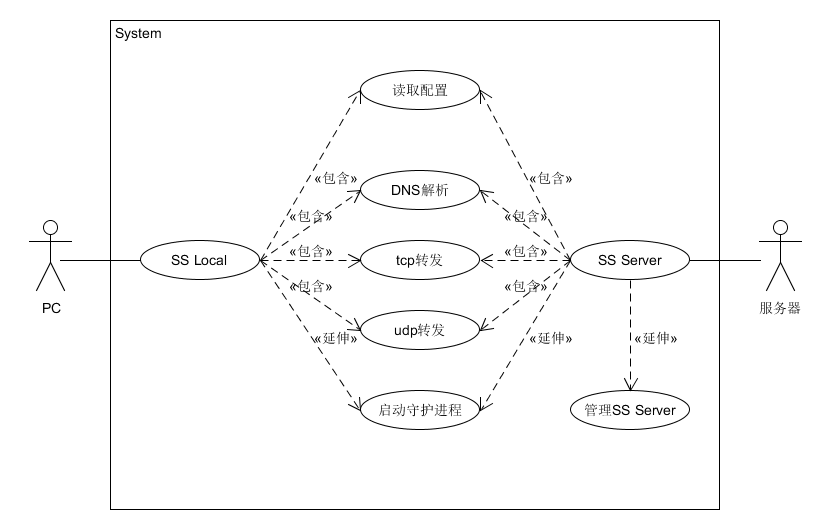 System
读取配置
«包含»
«包含»
DNS解析
«包含»
«包含»
«包含»
«包含»
PC
SS Local
tcp转发
SS Server
服务器
«包含»
«包含»
udp转发
«延伸»
«延伸»
«延伸»
启动守护进程
管理SS Server